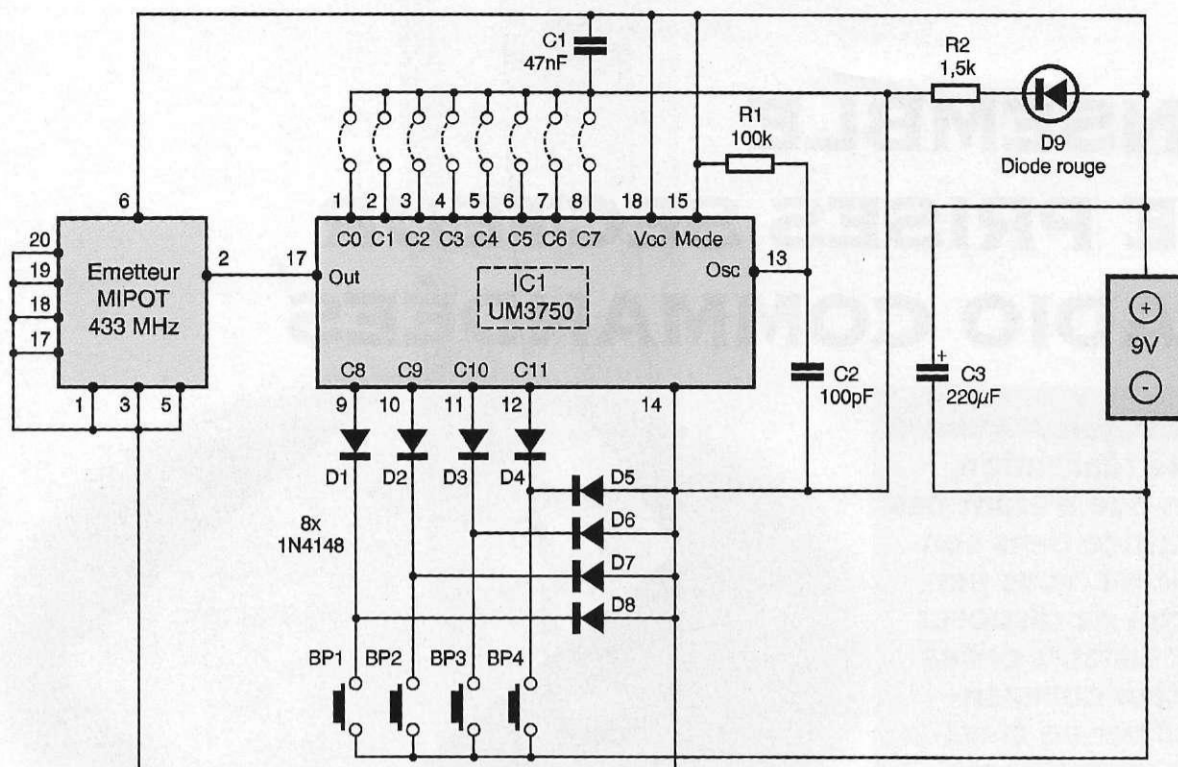 C1
47nF
R2
1,5k
D9
Diode rouge
R1
100k
1 2 3 4 5 6 7 8 18 15
C0 C1 C2 C3 C4 C5 C6 C7 Vcc Mode
6
20
19
18
17
Emetteur
MIPOT
433 MHz
2
17
Out
IC1
UM3750
Osc
13
1 3 5
C8 C9 C10 C11
9 10 11 12 14
C2
100pF
+
C3
220µF
+
9V
-
D1 D2 D3 D4
D5
D6
D7
D8
8x
1N4148
BP1 BP2 BP3 BP4